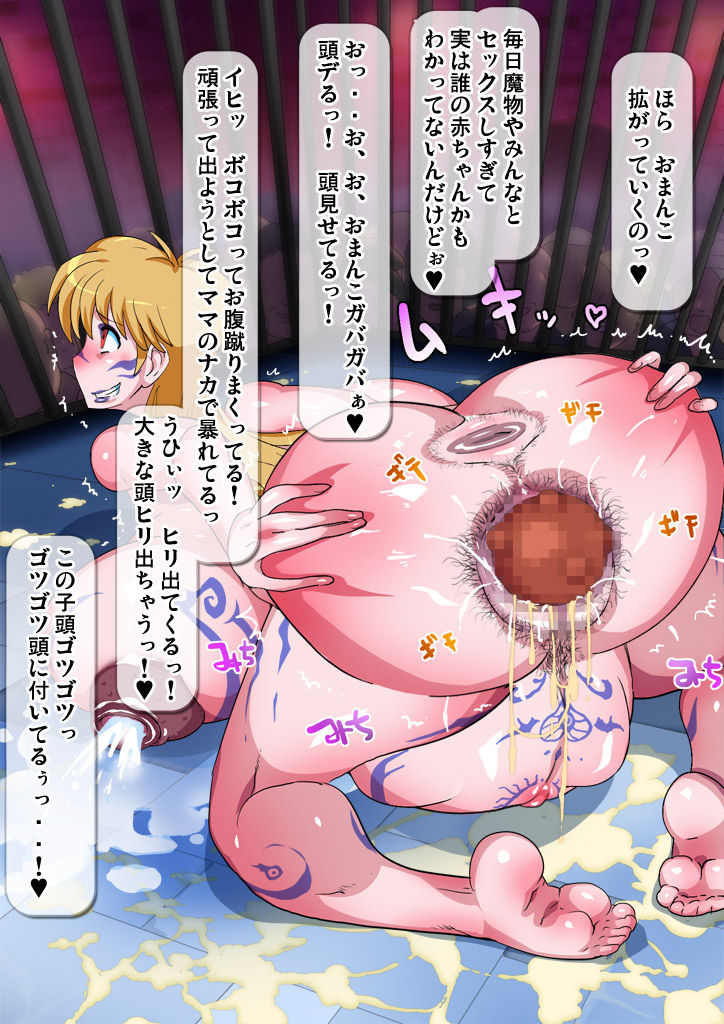 ほら　おまんこ
拡がっていくのっ♥
毎日魔物やみんなと
セックスしすぎて
実は誰の赤ちゃんかも
わかってないんだけどぉ♥
おっ・・お、お、おまんこガバガバぁ♥
頭デるっ！　頭見せてるっ！
イヒッ　ボコボコってお腹蹴りまくってる！
頑張って出ようとしてママのナカで暴れてるっ
うひぃッ　ヒリ出てくるっ！
大きな頭ヒリ出ちゃうっ！♥
この子頭ゴツゴツっ
ゴツゴツ頭に付いてるぅっ・・・！♥
ムキッ♡
ギチ
ギチ
ギチ
ギチ
みち
みち
みち